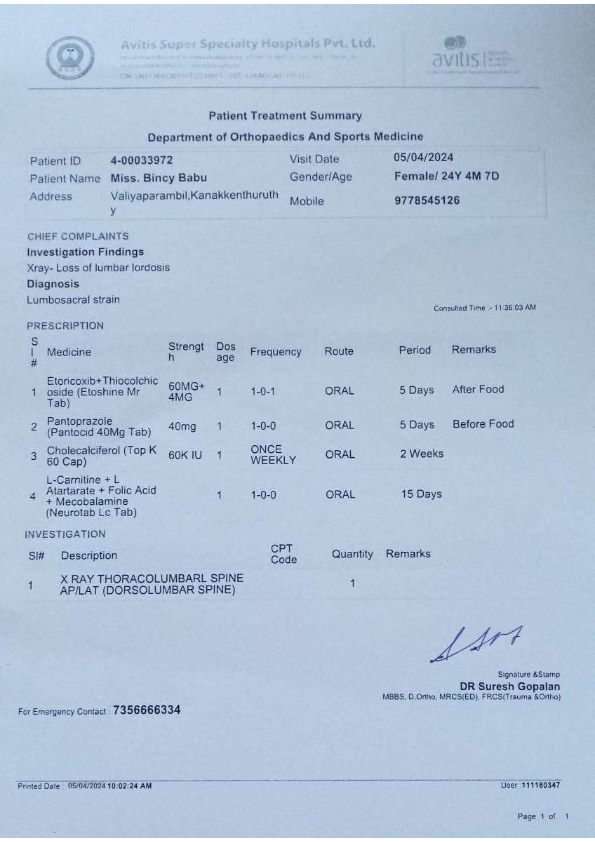 Avitis Super Specialty Hospitals Pvt. Ltd.
avitis
Patient Treatment Summary
Department of Orthopaedics And Sports Medicine
Patient ID 4-00033972 Visit Date 05/04/2024
Patient Name Miss. Bincy Babu Gender/Age Female/ 24Y 4M 7D
Address Valiyaparambil,Kanakkenthuruth
y
Mobile 9778545126
CHIEF COMPLAINTS
Investigation Findings
Xray- Loss of lumbar lordosis
Diagnosis
Lumbosacral strain
Consulted Time :- 11:36:03 AM
PRESCRIPTION
S
l
#
Medicine
Strengt
h
Dos
age
Frequency Route Period Remarks
1
Etoricoxib+Thiocolchic
oside (Etoshine Mr
Tab)
60MG+
4MG
1 1-0-1 ORAL 5 Days After Food
2
Pantoprazole
(Pantocid 40Mg Tab)
40mg 1 1-0-0 ORAL 5 Days Before Food
3
Cholecalciferol (Top K
60 Cap)
60K IU 1
ONCE
WEEKLY
ORAL 2 Weeks
4
L-Carnitine + L
Atartarate + Folic Acid
+ Mecobalamine
(Neurotab Lc Tab)
1 1-0-0 ORAL 15 Days
INVESTIGATION
Sl# Description
CPT
Code
Quantity Remarks
1
X RAY THORACOLUMBARL SPINE
AP/LAT (DORSOLUMBAR SPINE)
1
Signature &Stamp
DR Suresh Gopalan
MBBS, D.Ortho, MRCS(ED), FRCS(Trauma &Ortho)
For Emergency Contact : 7356666334
Printed Date : 05/04/2024 10:02:24 AM User :111180347
Page 1 of 1